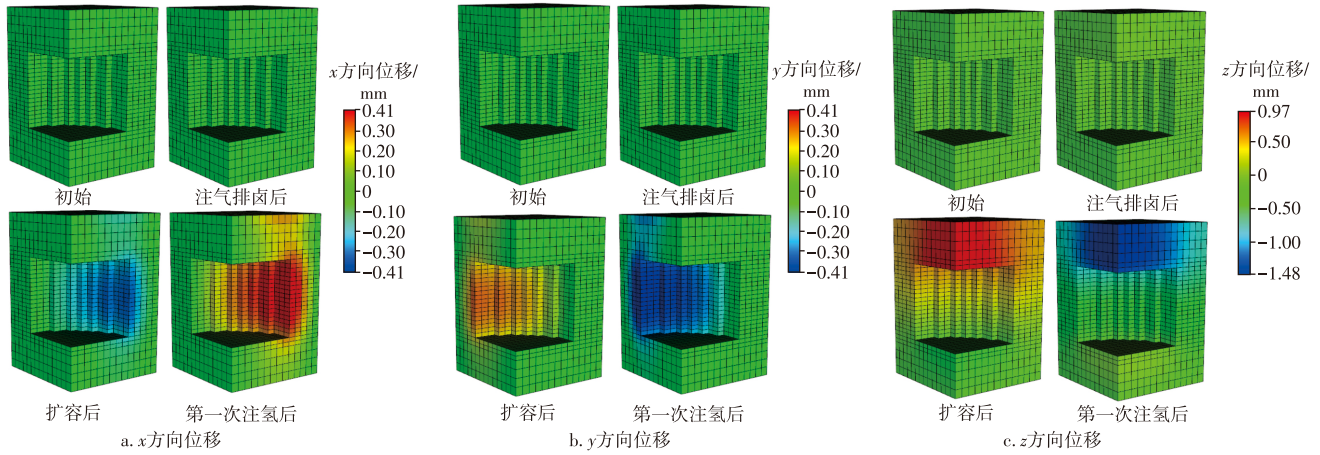 初始
注气排卤后
x方向位移/
mm
0.41
0.30
0.20
0.10
0
−0.10
−0.20
−0.30
−0.41
扩容后
第一次注氢后
a. x方向位移
初始
注气排卤后
y方向位移/
mm
0.41
0.30
0.20
0.10
0
−0.10
−0.20
−0.30
−0.41
扩容后
第一次注氢后
b. y方向位移
初始
注气排卤后
z方向位移/
mm
0.97
0.50
0
−0.50
−1.00
−1.48
扩容后
第一次注氢后
c. z方向位移